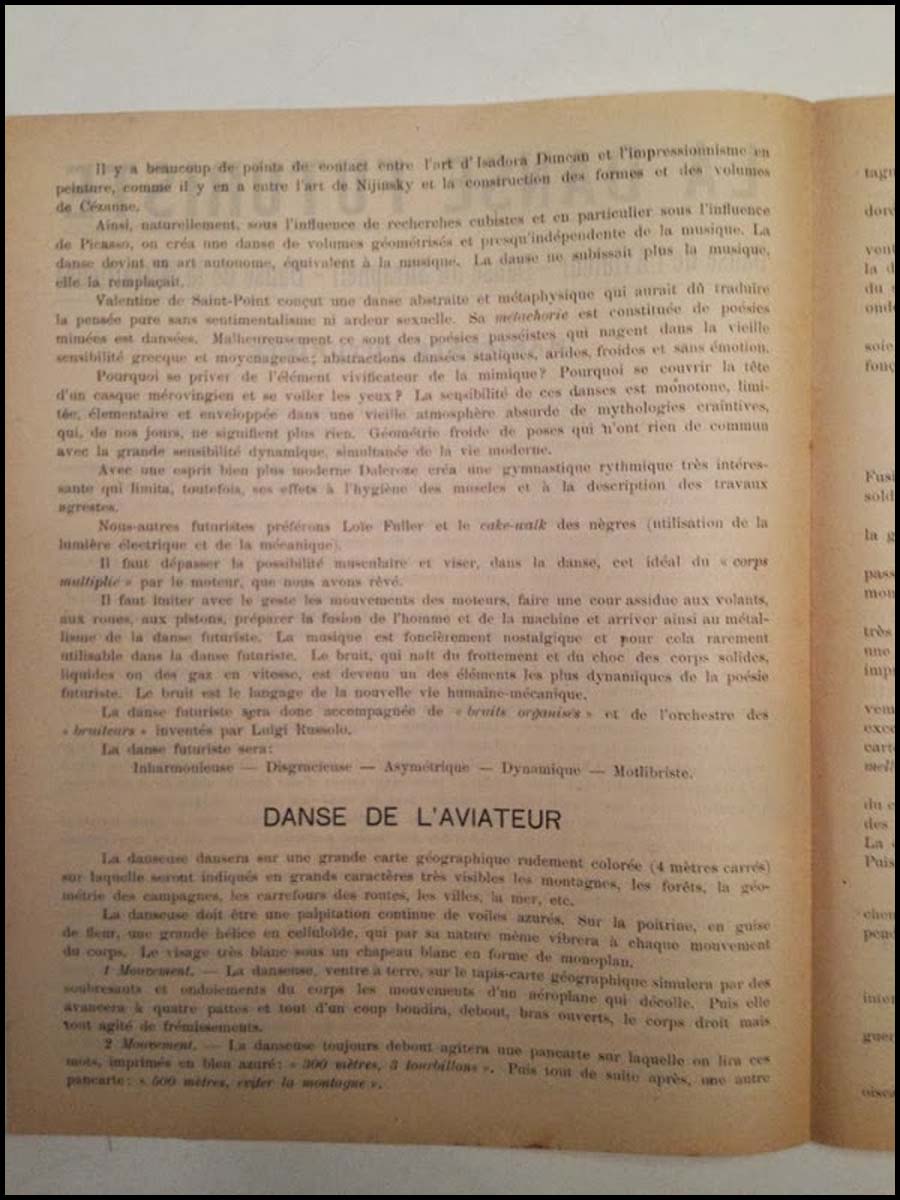 Il y a beaucoup de points de contact entre l'art d'Isadora Duncan et l'impressionnisme en
peinture, comme il y en a entre l'art de Nijinsky et la construction des formes et des volumes
de Cézanne.
Ainsi, naturellement, sous l'influence de recherches cubistes et en particulier sous l'influence
de Picasso, on créa une danse de volumes géométrisés et presqu'indépendente de la musique. La
danse devint un art autonome, équivalent à la musique. La danse ne subissait plus la musique,
elle la remplaçait.
Valentine de Saint-Point conçut une danse abstraite et métaphysique qui aurait dû traduire
la pensée pure sans sentimentalisme ni ardeur sexuelle. Sa métachorie est constituée de poésies
mimées est dansées. Malheureusement ce sont des poésies passéistes qui nagent dans la vieille
sensibilité grecque et moyenageuse; abstractions dansées statiques, arides, froides et sans émotion.
Pourquoi se priver de l'élément vivificateur de la mimique? Pourquoi se couvrir la tête
d'un casque mérovingien et se voiler les yeux? La sensibilité de ces danses est monotone, limi-
tée, élementaire et enveloppée dans une vieille atmosphère absurde de mythologies craintives,
qui, de nos jours, ne signifient plus rien. Géométrie froide de poses qui n'ont rien de commun
avec la grande sensibilité dynamique, simultanée de la vie moderne.
Avec une esprit bien plus moderne Dalcroze créa une gymnastique rythmique très intéres-
sante qui limita, toutefois, ses effets à l'hygiène des muscles et à la description des travaux
agrestes.
Nous-autres futuristes préférons Loïe Fuller et le cake-walk des nègres (utilisation de la
lumière électrique et de la mécanique).
Il faut dépasser la possibilité musculaire et viser, dans la danse, cet idéal du « corps
multiplié » par le moteur, que nous avons rêvé.
Il faut imiter avec le geste les mouvements des moteurs, faire une cour assidue aux volants,
aux roues, aux pistons, préparer la fusion de l'homme et de la machine et arriver ainsi au métal-
lisme de la danse futuriste. La musique est foncièrement nostalgique et pour cela rarement
utilisable dans la danse futuriste. Le bruit, qui naît du frottement et du choc des corps solides,
liquides ou des gaz en vitesse, est devenu un des éléments les plus dynamiques de la poésie
futuriste. Le bruit est le langage de la nouvelle vie humaine-mécanique.
La danse futuriste sera donc accompagnée de « bruits organisés » et de l'orchestre des
« bruiteurs » inventés par Luigi Russolo.
La danse futuriste sera:
Inharmonieuse — Disgracieuse — Asymétrique — Dynamique — Motlibriste.
DANSE DE L'AVIATEUR
La danseuse dansera sur une grande carte géographique rudement colorée (4 mètres carrés)
sur laquelle seront indiqués en grands caractères très visibles les montagnes, les forêts, la géo-
métrie des campagnes, les carrefours des routes, les villes, la mer, etc.
La danseuse doit être une palpitation continue de voiles azurés. Sur la poitrine, en guise
de fleur, une grande hélice en celluloïde, qui par sa nature même vibrera à chaque mouvement
du corps. Le visage très blanc sous un chapeau blanc en forme de monoplan.
1 Mouvement. — La danseuse, ventre à terre, sur le tapis-carte géographique simulera par des
soubresauts et ondoiements du corps les mouvements d'un aéroplane qui décolle. Puis elle
avancera à quatre pattes et tout d'un coup bondira, debout, bras ouverts, le corps droit mais
tout agité de frémissements.
2 Mouvement. — La danseuse toujours debout agitera une pancarte sur laquelle on lira ces
mots, imprimés en bleu azuré: « 300 mètres, 3 tourbillons ». Puis tout de suite après, une autre
pancarte: « 500 mètres, eviter la montagne ».